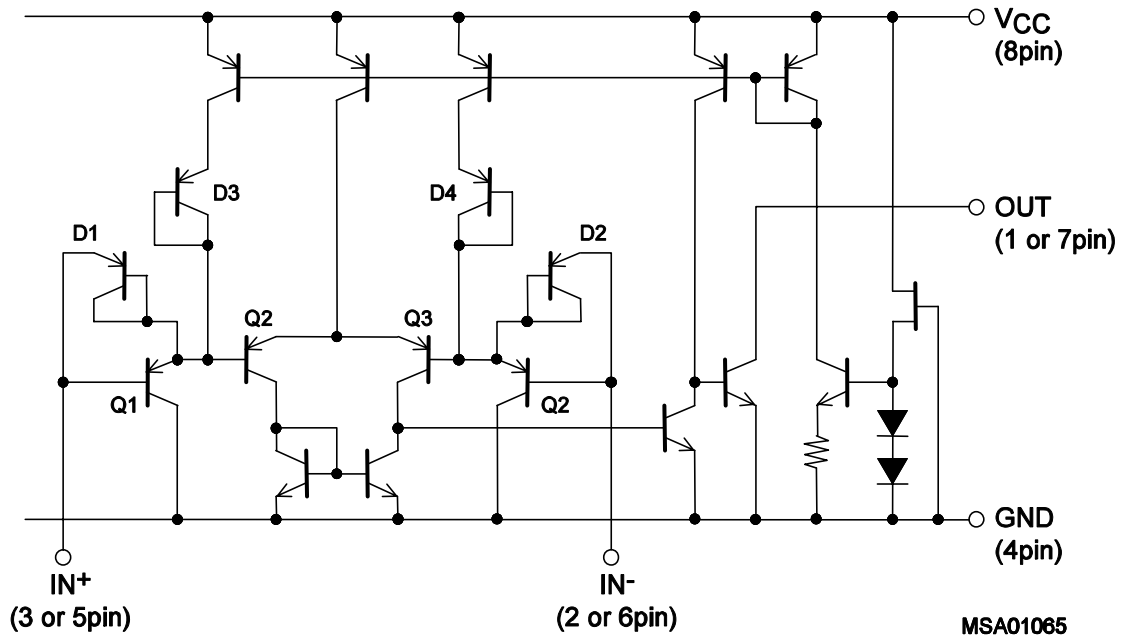 VCC
(8pin)
D3
D4
OUT
(1 or 7pin)
D1
D2
Q2
Q3
Q1
Q2
GND
(4pin)
IN+
(3 or 5pin)
IN-
(2 or 6pin)
MSA01065